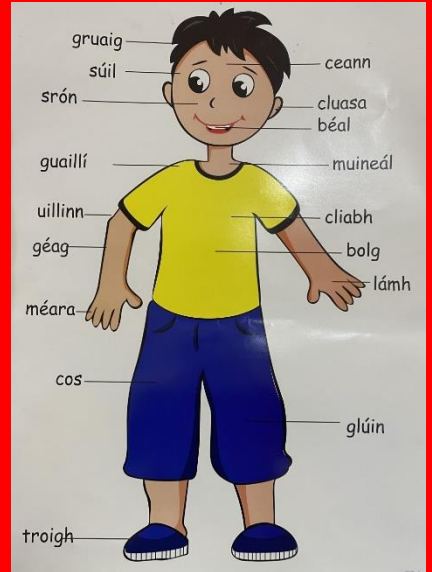 gruaig
súil
srón
guaillí
uillinn
géag
méara
cos
troigh
ceann
cluasa
béal
muineál
cliabh
bolg
lámh
glúin